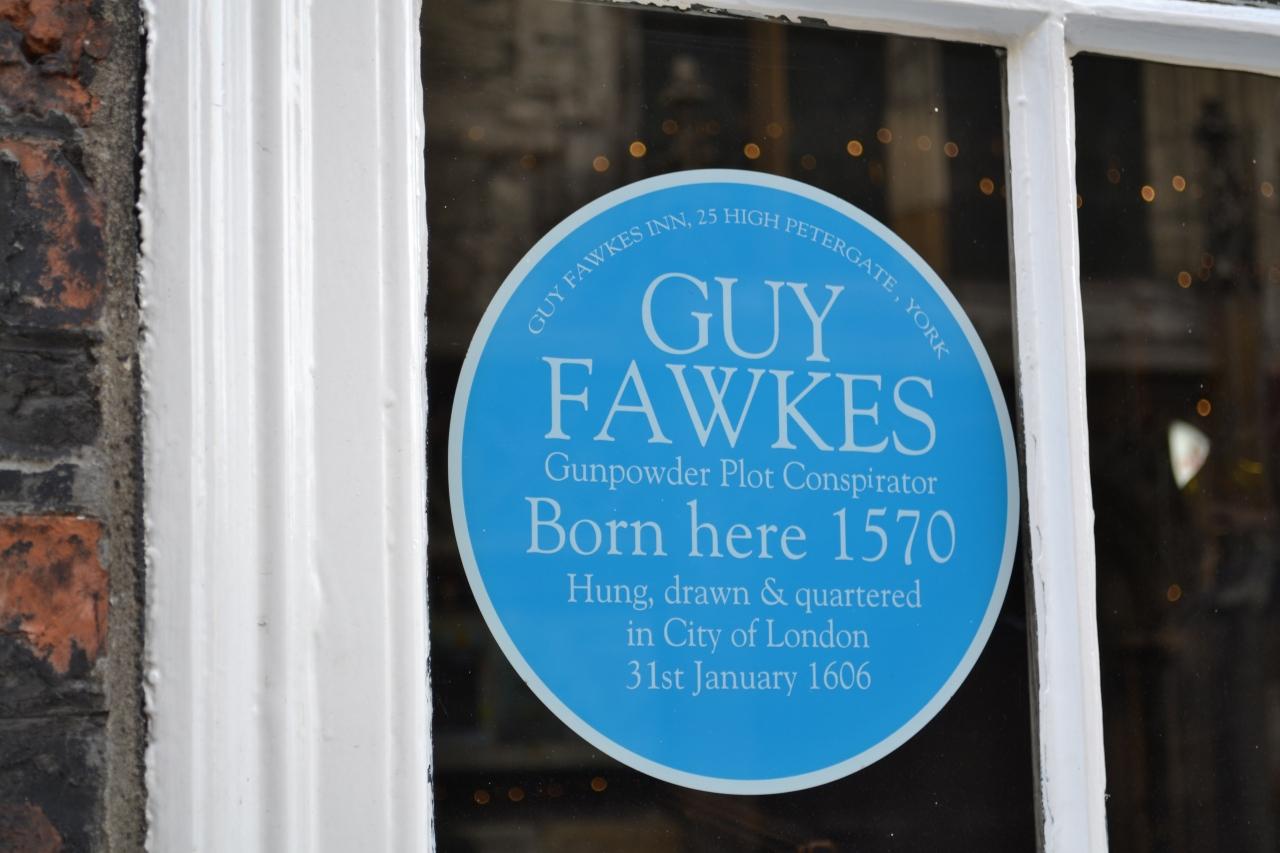 GUY FAWKES INN, 25 HIGH PETERGATE , YORK
GUY
FAWKES
Gunpowder Plot Conspirator
Born here 1570
Hung, drawn & quartered
in City of London
31st January 1606